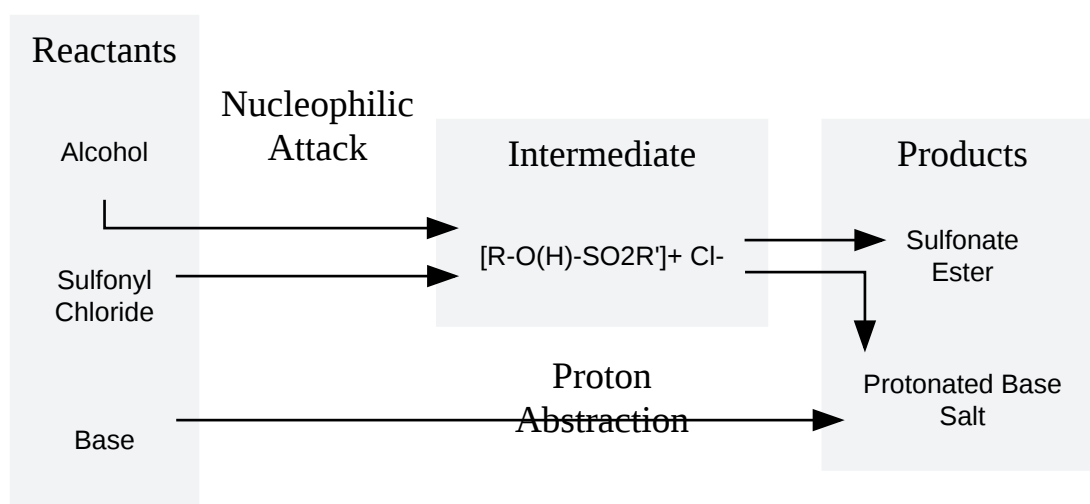 Reactants
Alcohol
Sulfonyl
Chloride
Base
Nucleophilic
Attack
Intermediate
[R-O(H)-SO2R']+ Cl-
Proton
Abstraction
Products
Sulfonate
Ester
Protonated Base
Salt